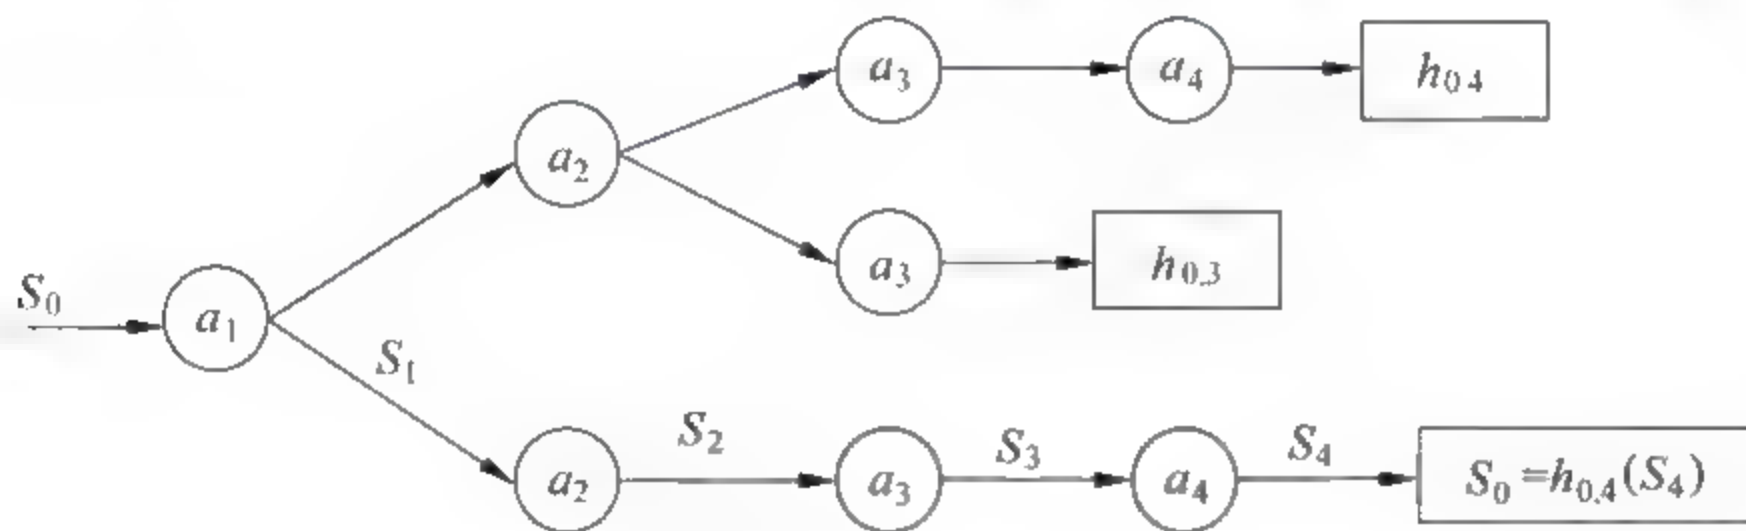 a₃ a₄ h₀.₄
a₂
a₃ h₀.₃
S₀ a₁
S₁
a₂ S₂ a₃ S₃ a₄ S₄ S₀=h₀.₄(S₄)